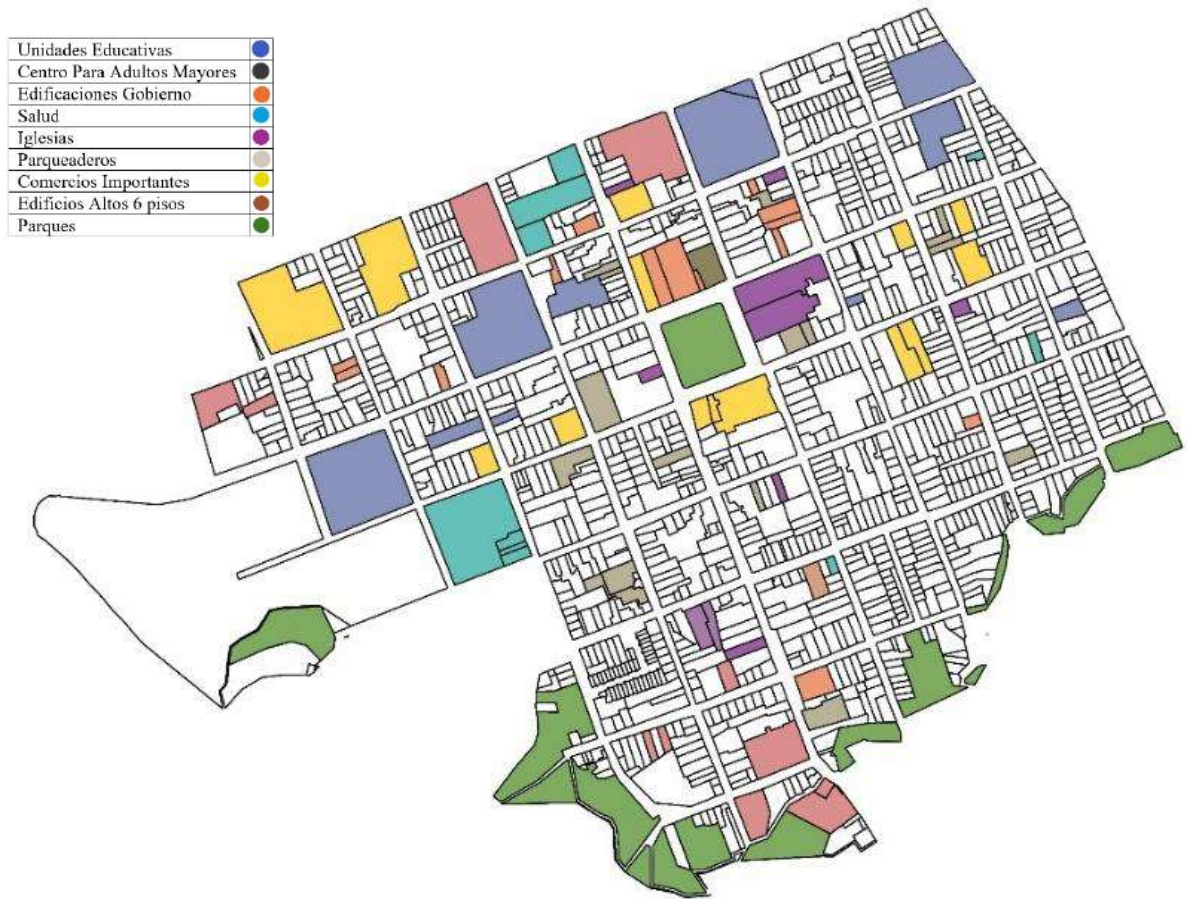 Unidades Educativas
Centro Para Adultos Mayores
Edificaciones Gobierno
Salud
Iglesias
Parqueaderos
Comercios Importantes
Edificios Altos 6 pisos
Parques